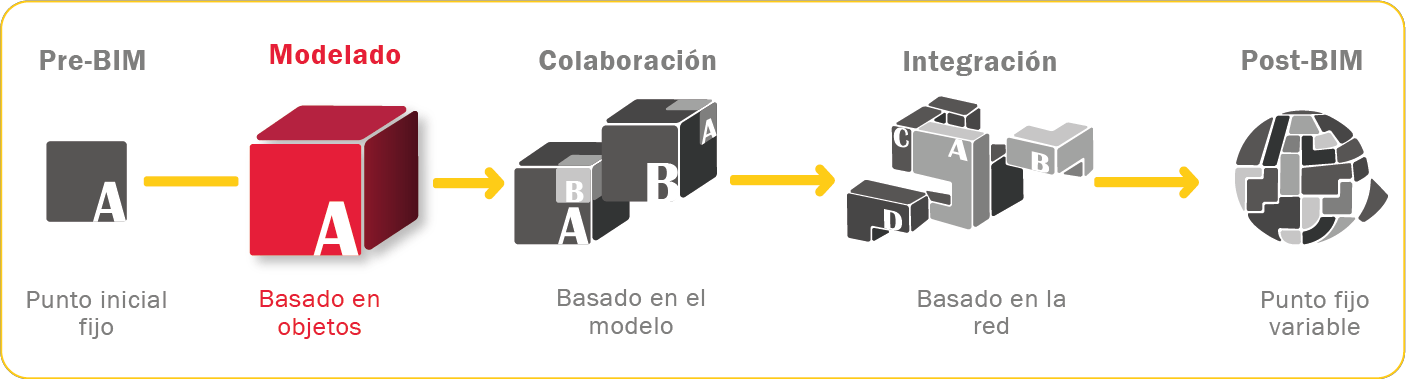 Pre-BIM
Modelado
Colaboración
Integración
Post-BIM
A
A
B
A
B
A
C
A
B
D
Punto inicial
fijo
Basado en
objetos
Basado en el
modelo
Basado en la
red
Punto fijo
variable